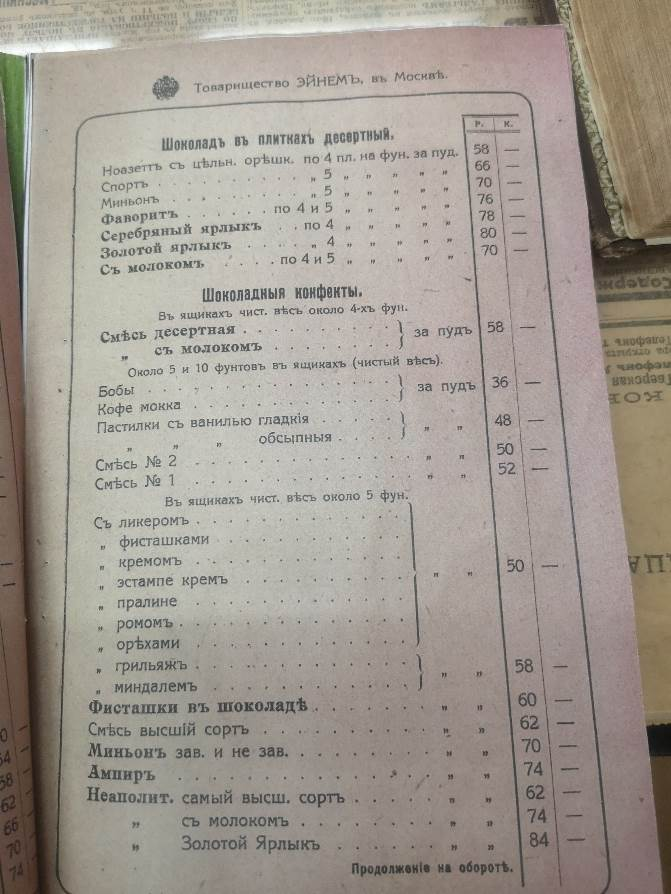 Товарищество ЭЙНЕМЪ, въ Москвѣ.
Р. К.
Шоколадъ въ плиткахъ десертный.
Ноазеттъ съ цѣльн. орѣшк. по 4 пл. на фун. за пуд. 58 —
Спортъ . . . . . . . . . „ 5 „ „ „ „ „ 66 —
Миньонъ . . . . . . . . . „ 5 „ „ „ „ „ 70 —
Фаворитъ . . . . . . по 4 и 5 „ „ „ „ „ 76 —
Серебряный ярлыкъ . . по 4 „ „ „ „ „ 78 —
Золотой ярлыкъ . . . . „ 4 „ „ „ „ „ 80 —
Съ молокомъ . . . . по 4 и 5 „ „ „ „ „ 70 —
Шоколадныя конфекты.
Въ ящикахъ чист. вѣсъ около 4-хъ фун.
Смѣсь десертная . . . . . . . . . } за пудъ 58 —
„ съ молокомъ . . . . . . . . }
Около 5 и 10 фунтовъ въ ящикахъ (чистый вѣсъ).
Бобы . . . . . . . . . . . . . . } за пудъ 36 —
Кофе мокка . . . . . . . . . . . }
Пастилки съ ванилью гладкія . . . . } „ „ 48 —
„ „ „ обсыпныя . . . . }
Смѣсь № 2 . . . . . . . . . . . . „ „ 50 —
Смѣсь № 1 . . . . . . . . . . . . „ „ 52 —
Въ ящикахъ чист. вѣсъ около 5 фун.
Съ ликеромъ . . . . . . . . . . .
„ фисташками . . . . . . . . . .
„ кремомъ . . . . . . . . . . .
„ эстампе кремъ . . . . . . . . . „ „ 50 —
„ пралине . . . . . . . . . . .
„ ромомъ . . . . . . . . . . . .
„ орѣхами . . . . . . . . . . .
„ грильяжъ . . . . . . . . . . . } „ „ 58 —
„ миндалемъ . . . . . . . . . . }
Фисташки въ шоколадѣ . . . . . . . „ „ 60 —
Смѣсь высшій сортъ . . . . . . . . „ „ 62 —
Миньонъ зав. и не зав. . . . . . . . „ „ 70 —
Ампиръ . . . . . . . . . . . . . „ „ 74 —
Неаполит. самый высш. сортъ . . . . . „ „ 62 —
„ съ молокомъ . . . . . . „ „ 74 —
„ Золотой Ярлыкъ . . . . . „ „ 84 —
Продолженіе на оборотѣ.
62
66
70
74